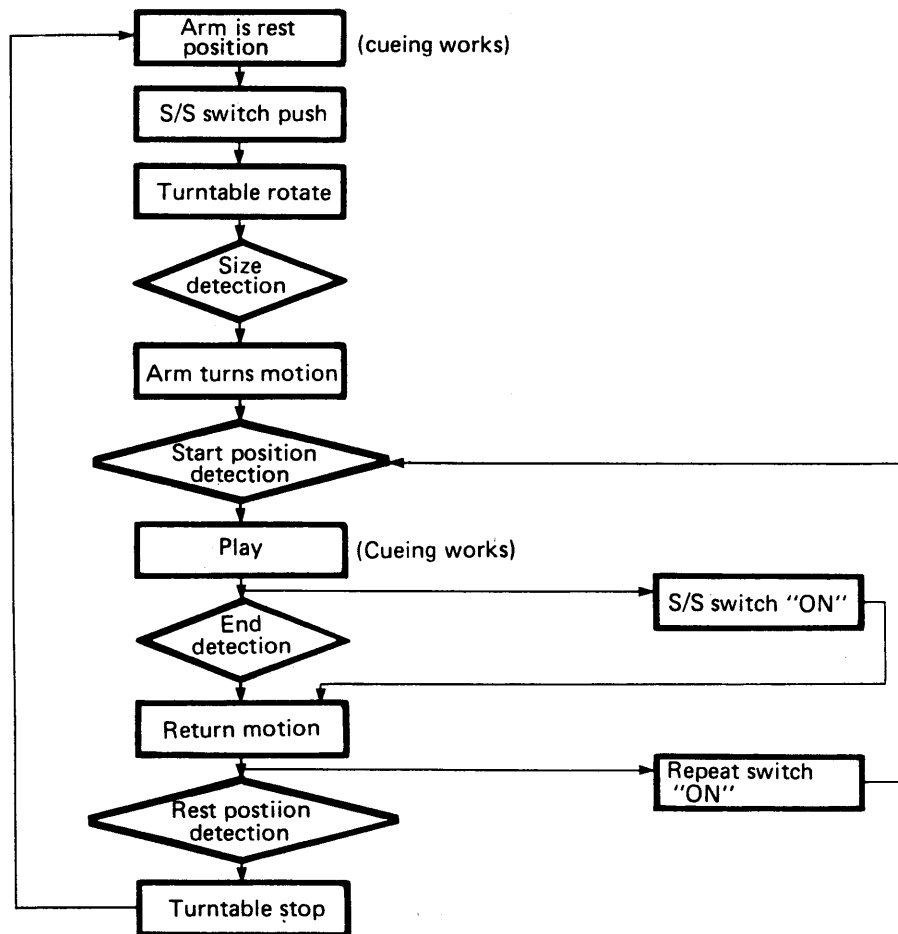 Arm is rest
position
(cueing works)
S/S switch push
Turntable rotate
Size
detection
Arm turns motion
Start position
detection
Play
(Cueing works)
S/S switch "ON"
End
detection
Return motion
Repeat switch
"ON"
Rest postiion
detection
Turntable stop